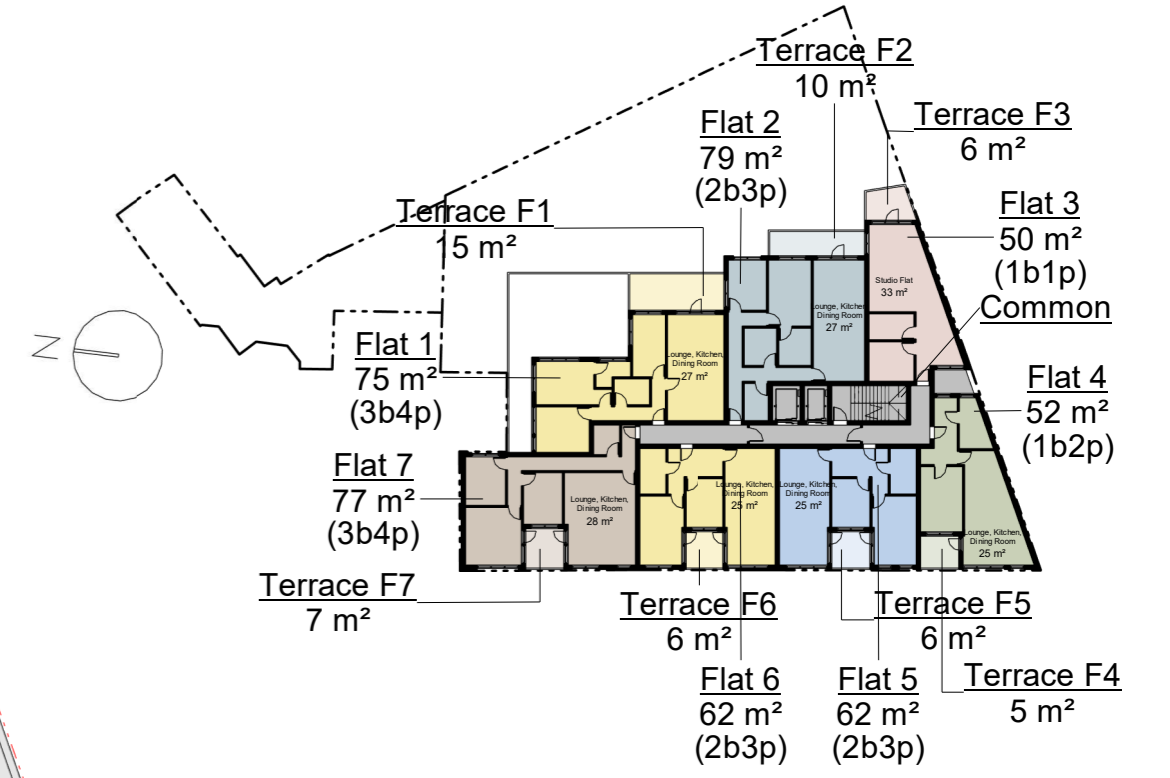 Terrace F2
10 m²
Terrace F3
6 m²
Flat 2
79 m²
(2b3p)
Terrace F1
15 m²
Flat 3
50 m²
(1b1p)
Common
Studio Flat
33 m²
Lounge, Kitchen,
Dining Room
27 m²
N
Flat 1
75 m²
(3b4p)
Lounge, Kitchen,
Dining Room
27 m²
Flat 4
52 m²
(1b2p)
Flat 7
77 m²
(3b4p)
Lounge, Kitchen,
Dining Room
28 m²
Lounge, Kitchen,
Dining Room
25 m²
Lounge, Kitchen,
Dining Room
25 m²
Lounge, Kitchen,
Dining Room
25 m²
Terrace F7
7 m²
Terrace F6
6 m²
Terrace F5
6 m²
Flat 6
62 m²
(2b3p)
Flat 5
62 m²
(2b3p)
Terrace F4
5 m²